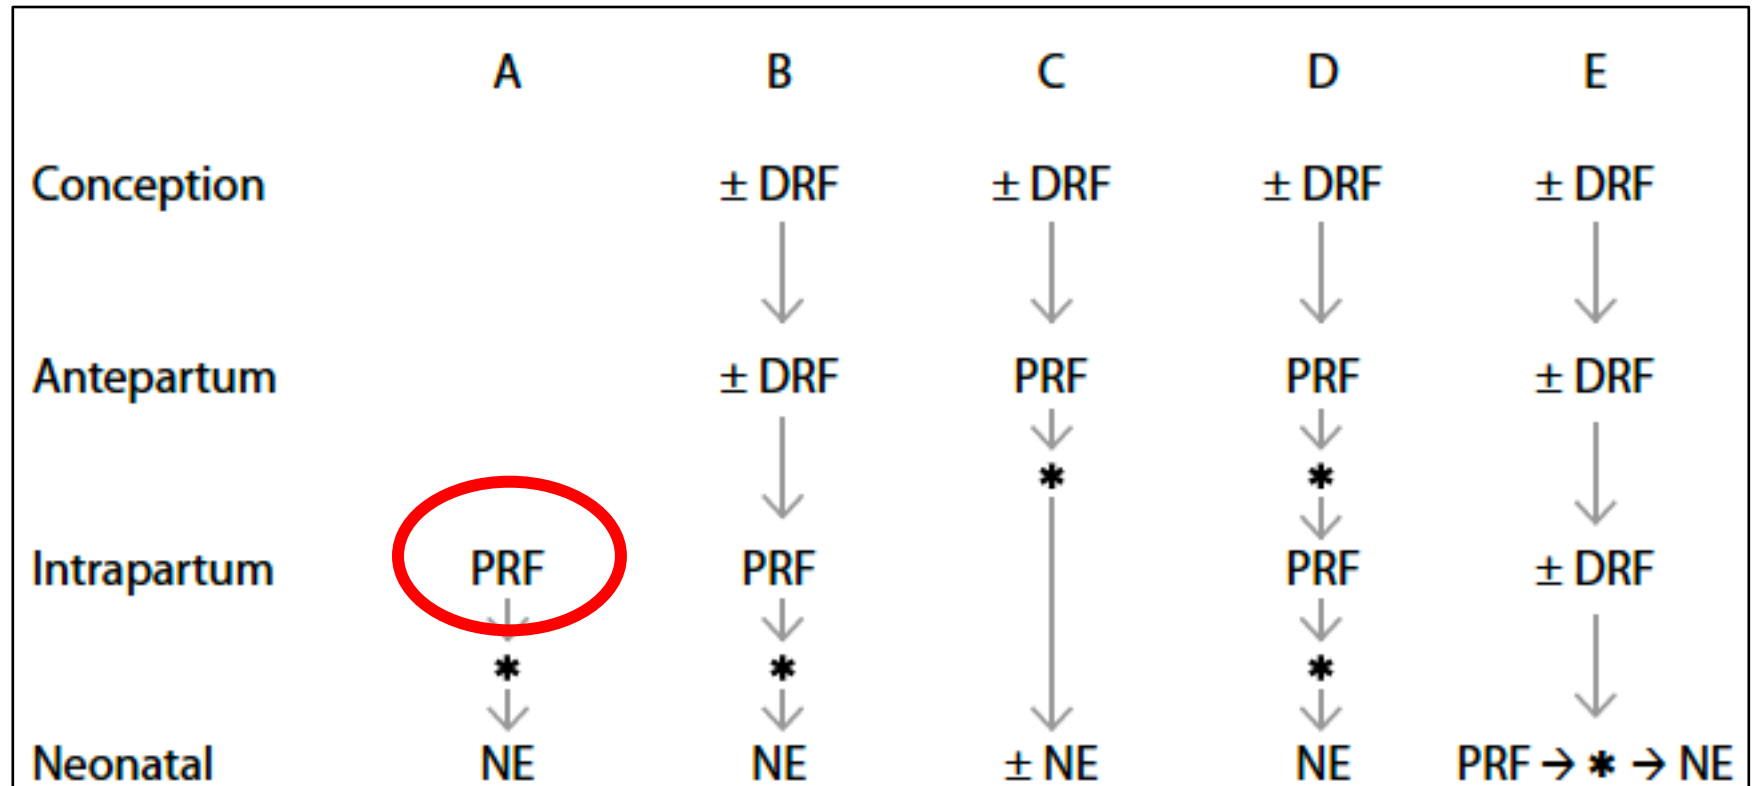 A B C D E
Conception ± DRF ± DRF ± DRF ± DRF
Antepartum ± DRF PRF PRF ± DRF
* *
Intrapartum PRF PRF PRF ± DRF
* * *
Neonatal NE NE ± NE NE PRF → * → NE